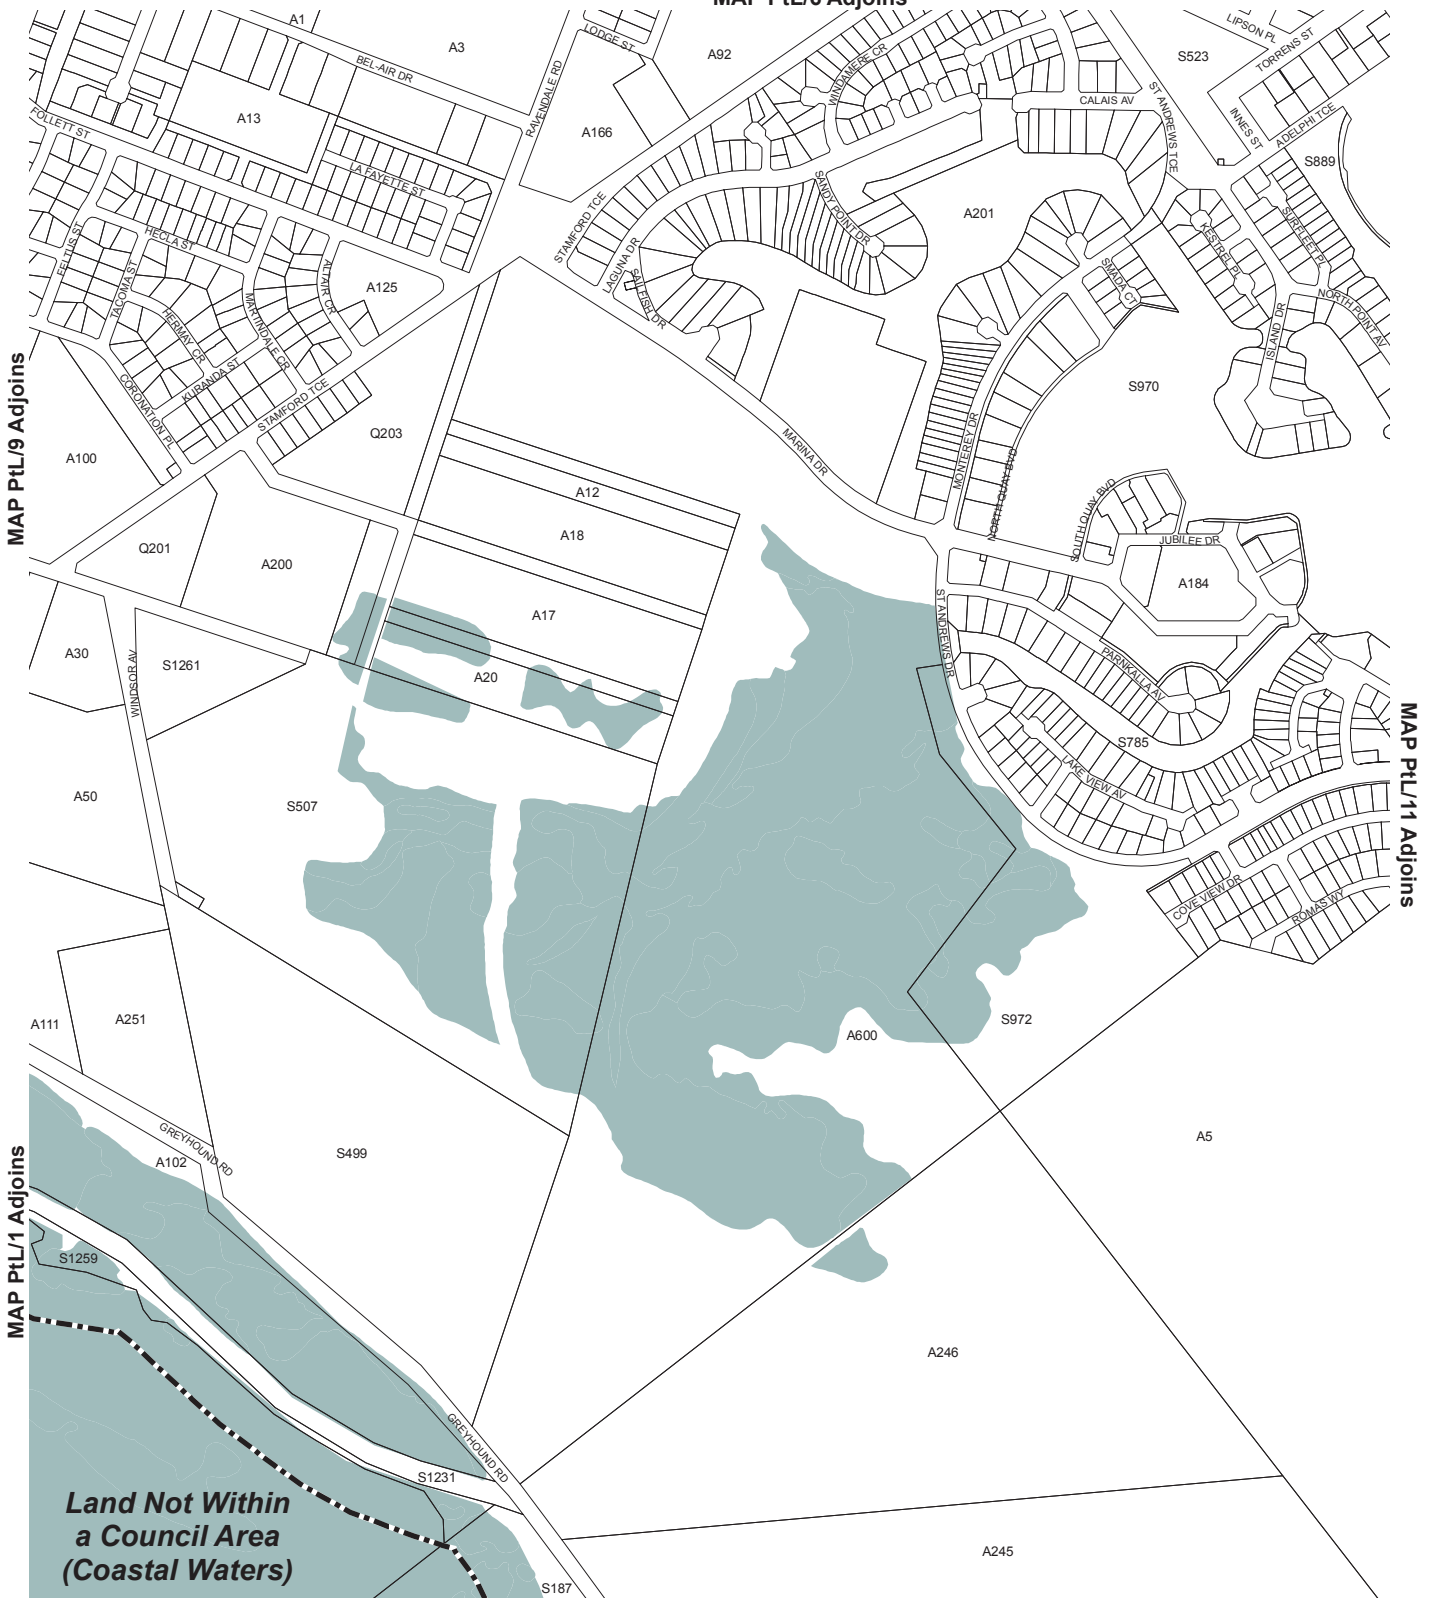 MAP PtL/6 Adjoins
A1
A3
LODGE ST
A92
LIPSON PL
S523
TORRENS ST
BEL-AIR DR
WINDAMERE CR
CALAIS AV
ST ANDREWS TCE
RAVENDALE RD
A13
FOLLETT ST
A166
INNES ST
ADELPHI TCE
S889
LA FAYETTE ST
SANDY POINT DR
A201
STAMFORD TCE
KESTREL PL
SURFLEET PL
HECLA ST
FELTUS ST
TACOMA ST
ALTAIR CR
A125
LAGUNA DR
SAILFISH DR
SMADA CT
NORTH POINT AV
ISLAND DR
HERMAY CR
MARTINDALE CR
KURANDA ST
CORONATION PL
STAMFORD TCE
S970
MAP PtL/9 Adjoins
A100
Q203
MARINA DR
MONTEREY DR
NORTH QUAY BVD
SOUTH QUAY BVD
A12
A18
JUBILEE DR
Q201
A200
A184
A17
ST ANDREWS DR
A30
S1261
WINDSOR AV
A20
PARNKALLA AV
S785
LAKE VIEW AV
MAP PtL/11 Adjoins
A50
S507
COVE VIEW DR
ROMAS WY
A111
A251
A600
S972
A5
GREYHOUND RD
A102
S499
MAP PtL/1 Adjoins
S1259
A246
GREYHOUND RD
S1231
Land Not Within
a Council Area
(Coastal Waters)
A245
S187